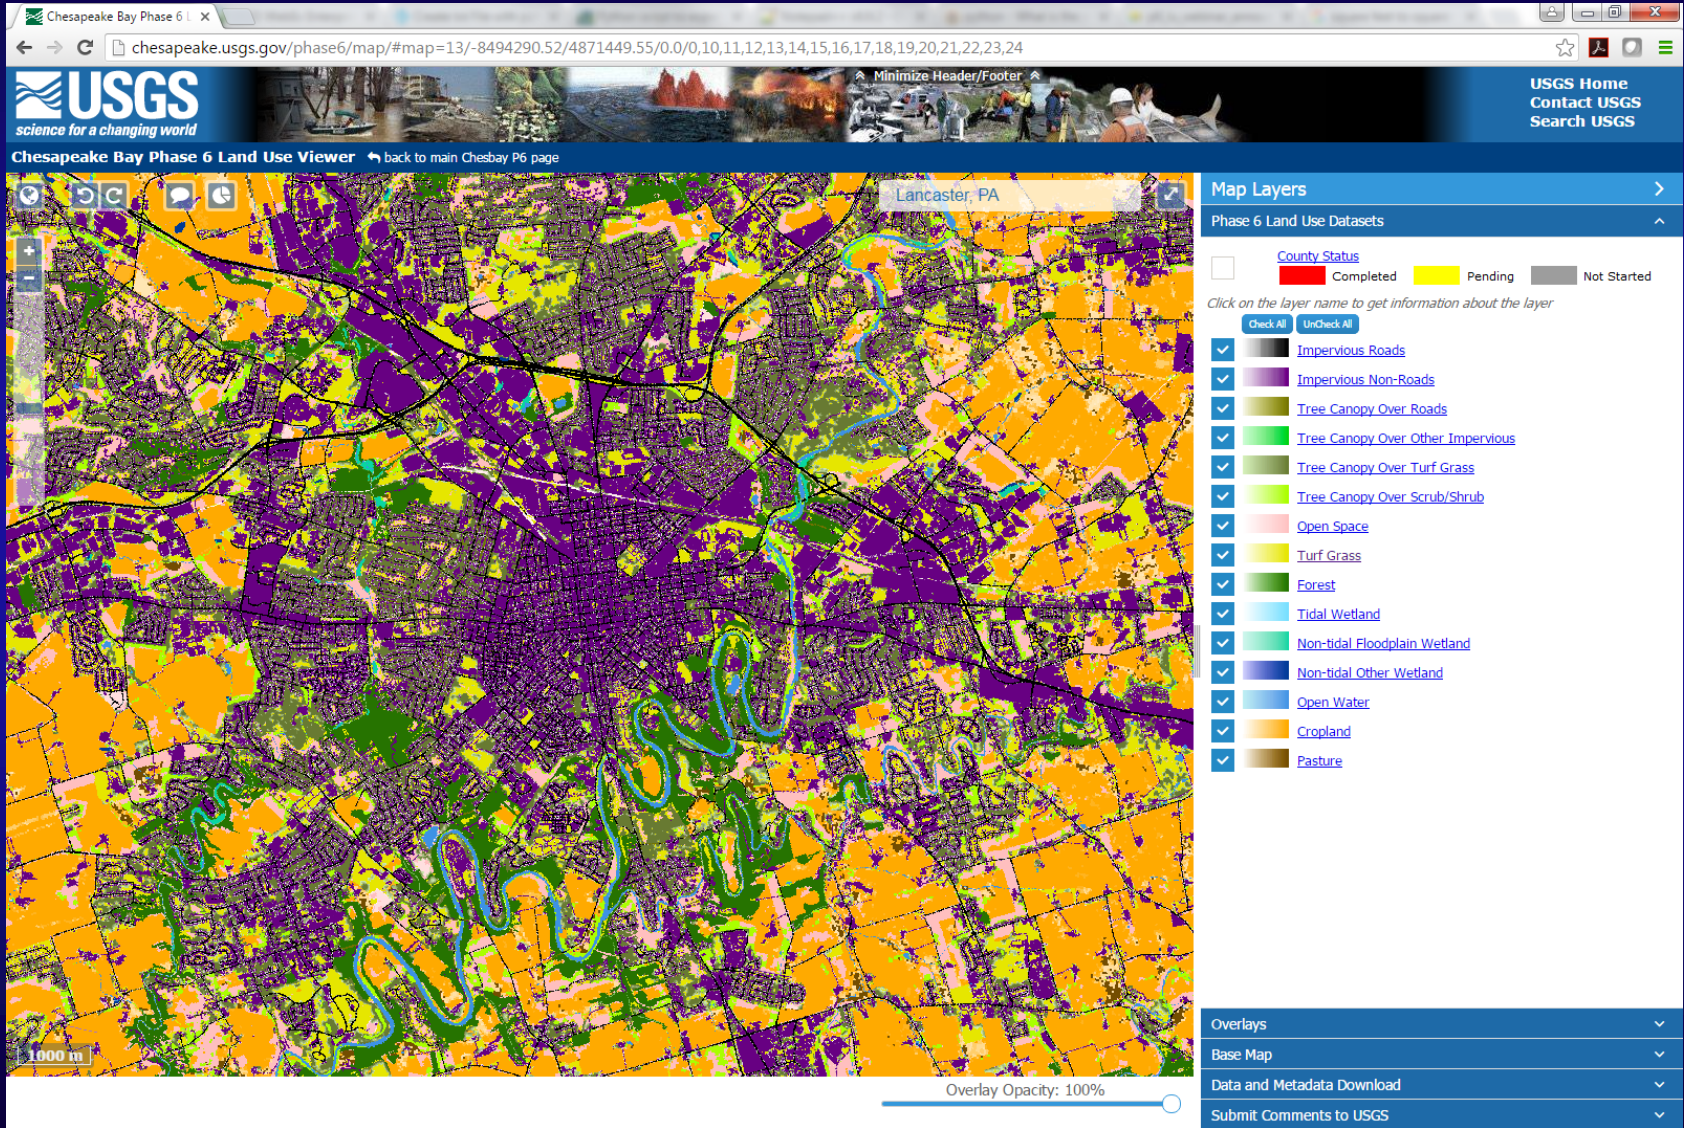 Chesapeake Bay Phase 6 L
chesapeake.usgs.gov/phase6/map/#map=13/-8494290.52/4871449.55/0.0/0,10,11,12,13,14,15,16,17,18,19,20,21,22,23,24
USGS
science for a changing world
Minimize Header/Footer
USGS Home
Contact USGS
Search USGS
Chesapeake Bay Phase 6 Land Use Viewer back to main Chesbay P6 page
Lancaster, PA
Map Layers
Phase 6 Land Use Datasets
County Status
Completed Pending Not Started
Click on the layer name to get information about the layer
Check All UnCheck All
Impervious Roads
Impervious Non-Roads
Tree Canopy Over Roads
Tree Canopy Over Other Impervious
Tree Canopy Over Turf Grass
Tree Canopy Over Scrub/Shrub
Open Space
Turf Grass
Forest
Tidal Wetland
Non-tidal Floodplain Wetland
Non-tidal Other Wetland
Open Water
Cropland
Pasture
1000 m
Overlays
Base Map
Data and Metadata Download
Submit Comments to USGS
Overlay Opacity: 100%